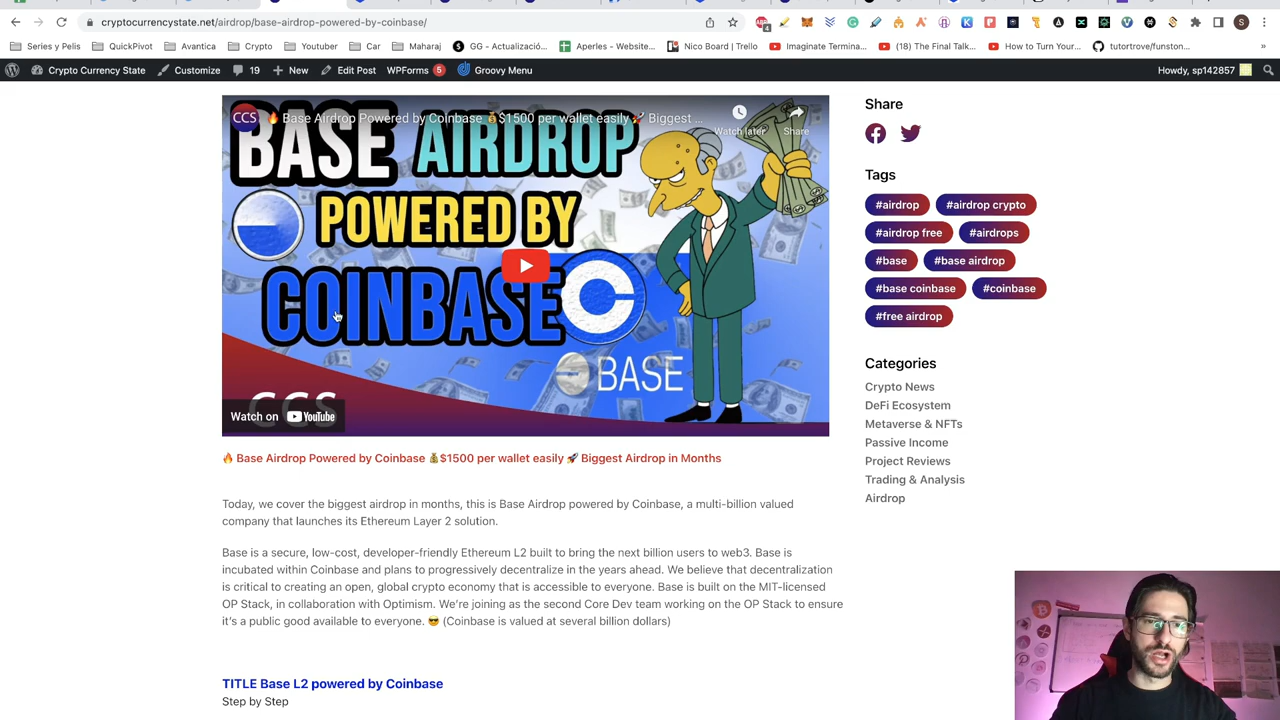 cryptocurrencystate.net/airdrop/base-airdrop-powered-by-coinbase/
S
Series y Pelis
QuickPivot
Avantica
Crypto
Youtuber
Car
Maharaj
GG - Actualizació...
Aperles - Website...
Nico Board | Trello
Imaginate Termina...
(18) The Final Talk...
How to Turn Your...
tutortrove/funston...
»
Crypto Currency State
Customize
19
+ New
Edit Post
WPForms 5
Groovy Menu
Howdy, sp142857
CCS
🔥 Base Airdrop Powered by Coinbase 💰$1500 per wallet easily 🚀 Biggest ...
Watch later
Share
BASE AIRDROP
POWERED BY
COINBASE
BASE
CCS
Watch on YouTube
🔥 Base Airdrop Powered by Coinbase 💰$1500 per wallet easily 🚀 Biggest Airdrop in Months
Today, we cover the biggest airdrop in months, this is Base Airdrop powered by Coinbase, a multi-billion valued
company that launches its Ethereum Layer 2 solution.
Base is a secure, low-cost, developer-friendly Ethereum L2 built to bring the next billion users to web3. Base is
incubated within Coinbase and plans to progressively decentralize in the years ahead. We believe that decentralization
is critical to creating an open, global crypto economy that is accessible to everyone. Base is built on the MIT-licensed
OP Stack, in collaboration with Optimism. We're joining as the second Core Dev team working on the OP Stack to ensure
it's a public good available to everyone. 😎 (Coinbase is valued at several billion dollars)
TITLE Base L2 powered by Coinbase
Step by Step
Share
Tags
#airdrop
#airdrop crypto
#airdrop free
#airdrops
#base
#base airdrop
#base coinbase
#coinbase
#free airdrop
Categories
Crypto News
DeFi Ecosystem
Metaverse & NFTs
Passive Income
Project Reviews
Trading & Analysis
Airdrop